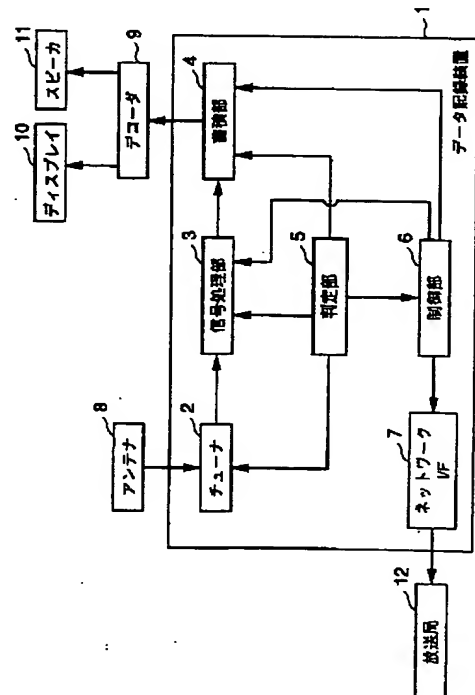 11
スピーカ
10
ディスプレイ
9
デコーダ
1
4
蓄積部
データ記録装置
3
信号処理部
5
判定部
6
制御部
8
アンテナ
2
チューナ
7
ネットワーク
I/F
12
放送局